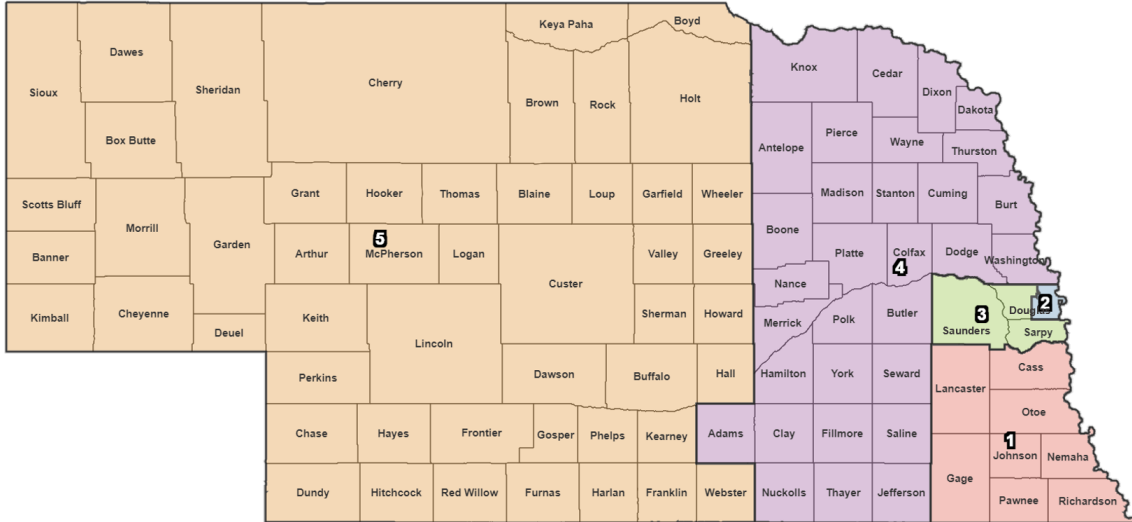 Keya Paha Boyd
Dawes Knox Cedar
Sioux Sheridan Cherry Brown Rock Holt Dixon Dakota
Box Butte Antelope Pierce Wayne Thurston
Scotts Bluff Grant Hooker Thomas Blaine Loup Garfield Wheeler Madison Stanton Cuming Burt
Morrill Garden Boone
5
Banner Arthur McPherson Logan Valley Greeley Platte Colfax Dodge Washington
4
Custer Nance
Kimball Cheyenne Keith Sherman Howard Merrick Polk Butler 3 Douglas 2
Deuel Lincoln Saunders Sarpy
Perkins Dawson Buffalo Hall Hamilton York Seward Lancaster Cass
Otoe
Chase Hayes Frontier Gosper Phelps Kearney Adams Clay Fillmore Saline 1
Johnson Nemaha
Gage
Dundy Hitchcock Red Willow Furnas Harlan Franklin Webster Nuckolls Thayer Jefferson Pawnee Richardson